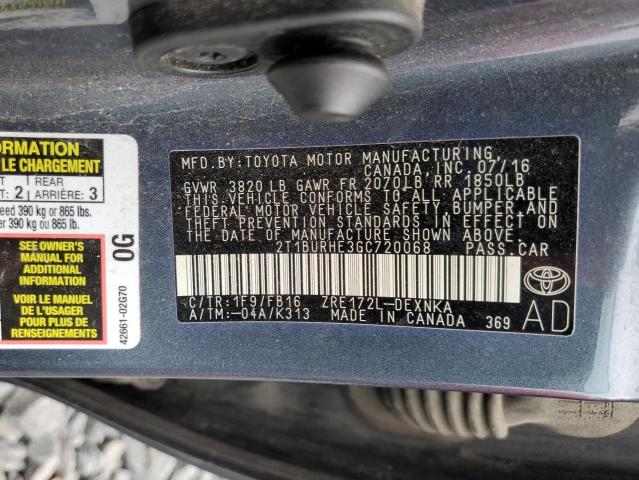 ORMATION
LE CHARGEMENT
T REAR
T: 2 ARRIÈRE: 3
eed 390 kg or 865 lbs.
er 390 kg ou 865 lb.
SEE OWNER'S
MANUAL FOR
ADDITIONAL
INFORMATION
VOIR LE MANUEL
DE L'USAGER
POUR PLUS DE
RENSEIGNEMENTS
0G
42661-02G70
MFD.BY:TOYOTA MOTOR MANUFACTURING,
CANADA, INC. 07/16
GVWR 3820 LB GAWR FR 2070LB RR 1850LB
THIS VEHICLE CONFORMS TO ALL APPLICABLE
FEDERAL MOTOR VEHICLE SAFETY, BUMPER,AND
THEFT PREVENTION STANDARDS IN EFFECT ON
THE DATE OF MANUFACTURE SHOWN ABOVE.
2T1BURHE3GC720068 PASS.CAR
C/TR:1F9/FB16 ZRE172L-DEXNKA
A/TM:-04A/K313 MADE IN CANADA 369
TOYOTA
AD